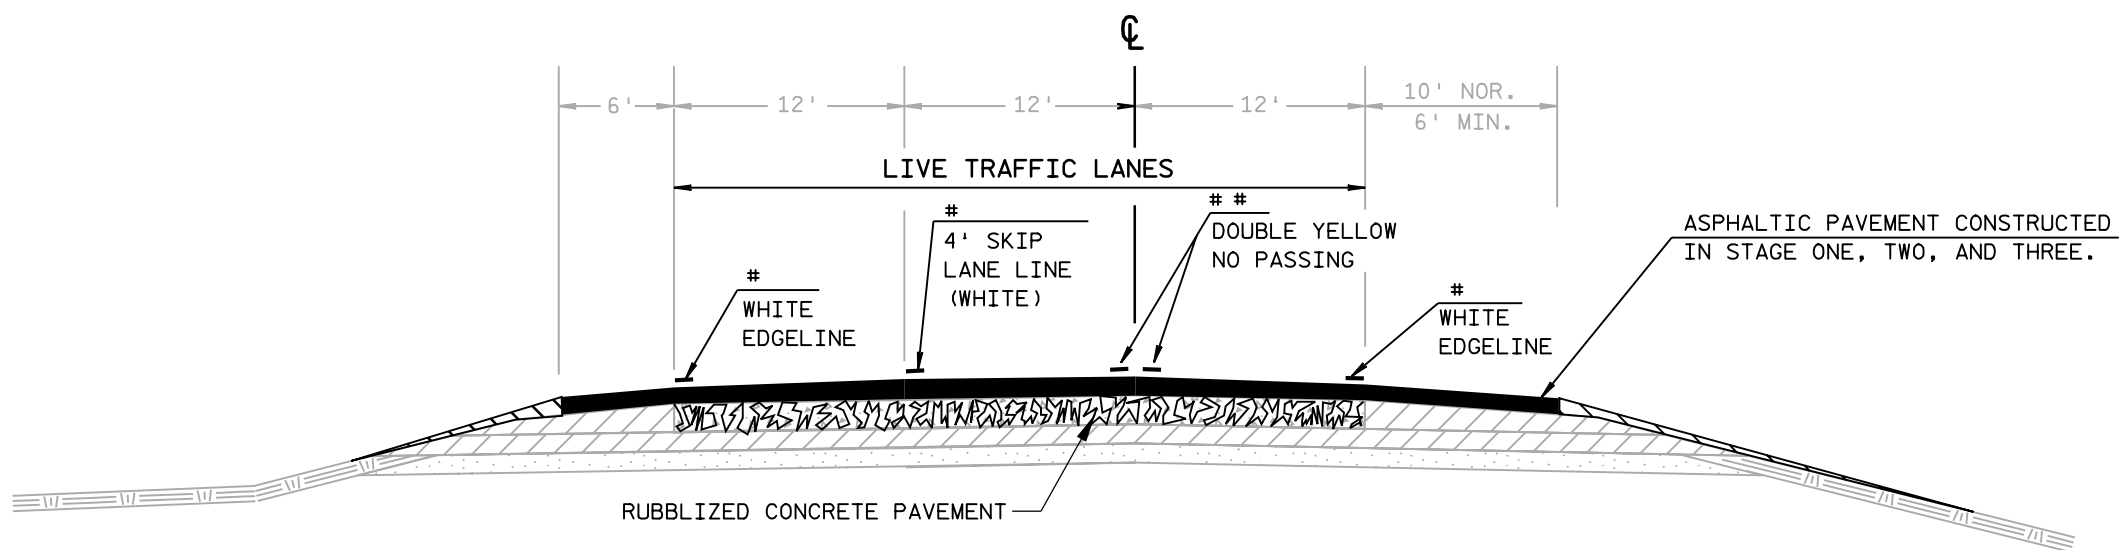 ℄
6' 12' 12' 12' 10' NOR.
6' MIN.
LIVE TRAFFIC LANES
#
4' SKIP
LANE LINE
(WHITE)
# #
DOUBLE YELLOW
NO PASSING
ASPHALTIC PAVEMENT CONSTRUCTED
IN STAGE ONE, TWO, AND THREE.
#
WHITE
EDGELINE
#
WHITE
EDGELINE
RUBBLIZED CONCRETE PAVEMENT